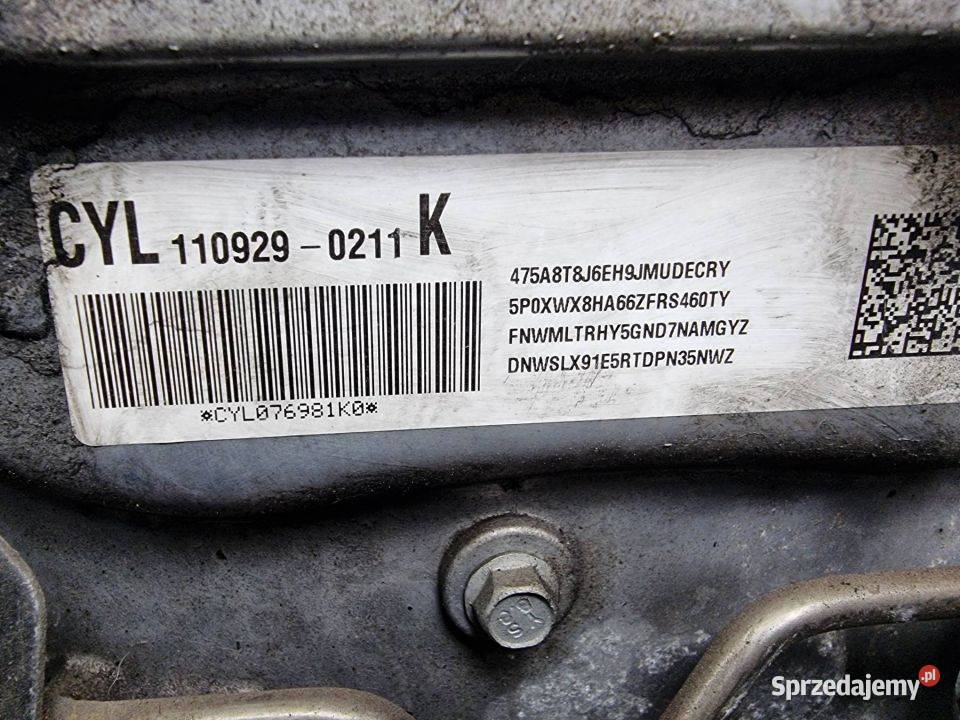 CYL 110929 - 0211 K
475A8T8J6EH9JMUDECRY
5P0XWX8HA66ZFRS460TY
FNWMLTRHY5GND7NAMGYZ
DNWSLX91E5RTDPN35NWZ
*CYL076981K0*
Sprzedajemy.pl